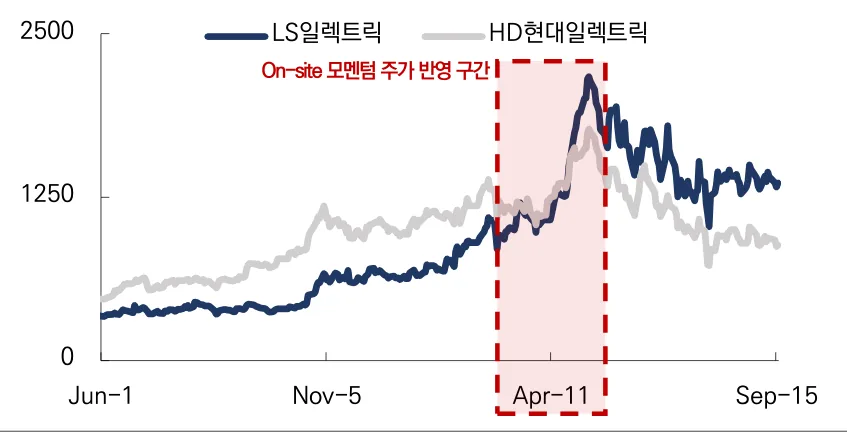 2500
LS일렉트릭
HD현대일렉트릭
On-site 모멘텀 주가 반영 구간
1250
0
Jun-1
Nov-5
Apr-11
Sep-15